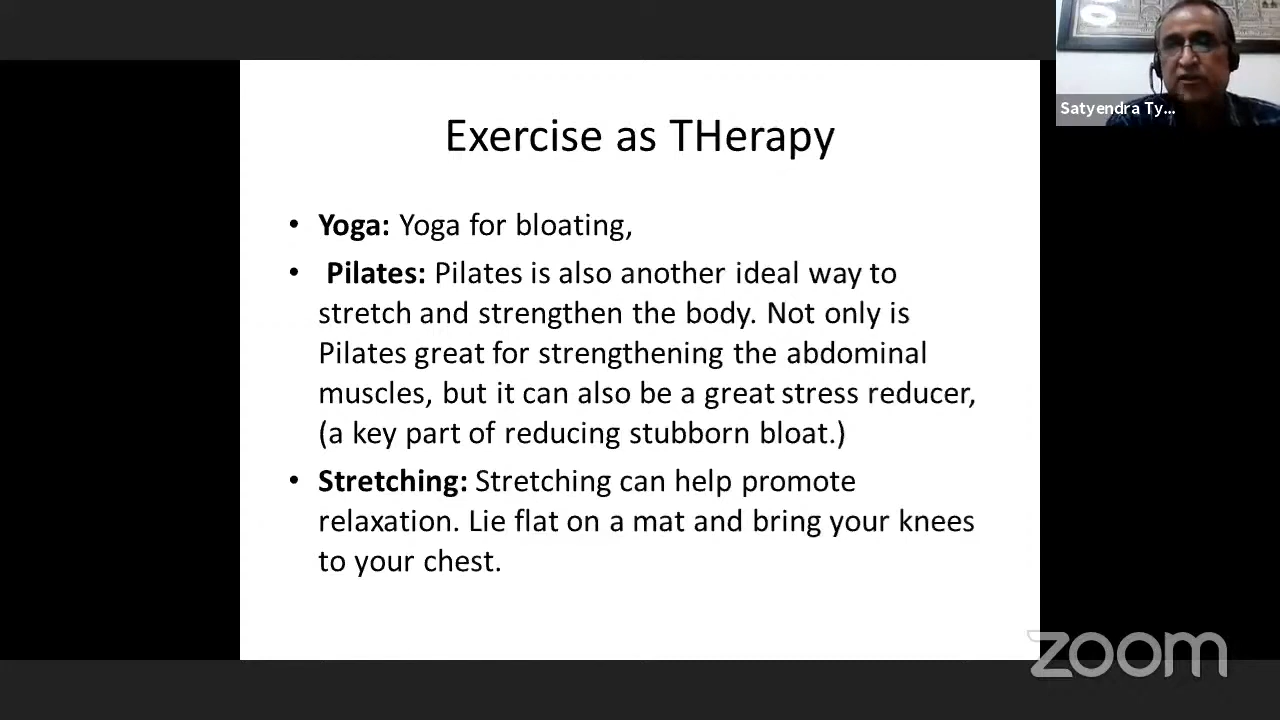 Exercise as THerapy
• Yoga: Yoga for bloating,
• Pilates: Pilates is also another ideal way to
stretch and strengthen the body. Not only is
Pilates great for strengthening the abdominal
muscles, but it can also be a great stress reducer,
(a key part of reducing stubborn bloat.)
• Stretching: Stretching can help promote
relaxation. Lie flat on a mat and bring your knees
to your chest.
Satyendra Ty...
zoom